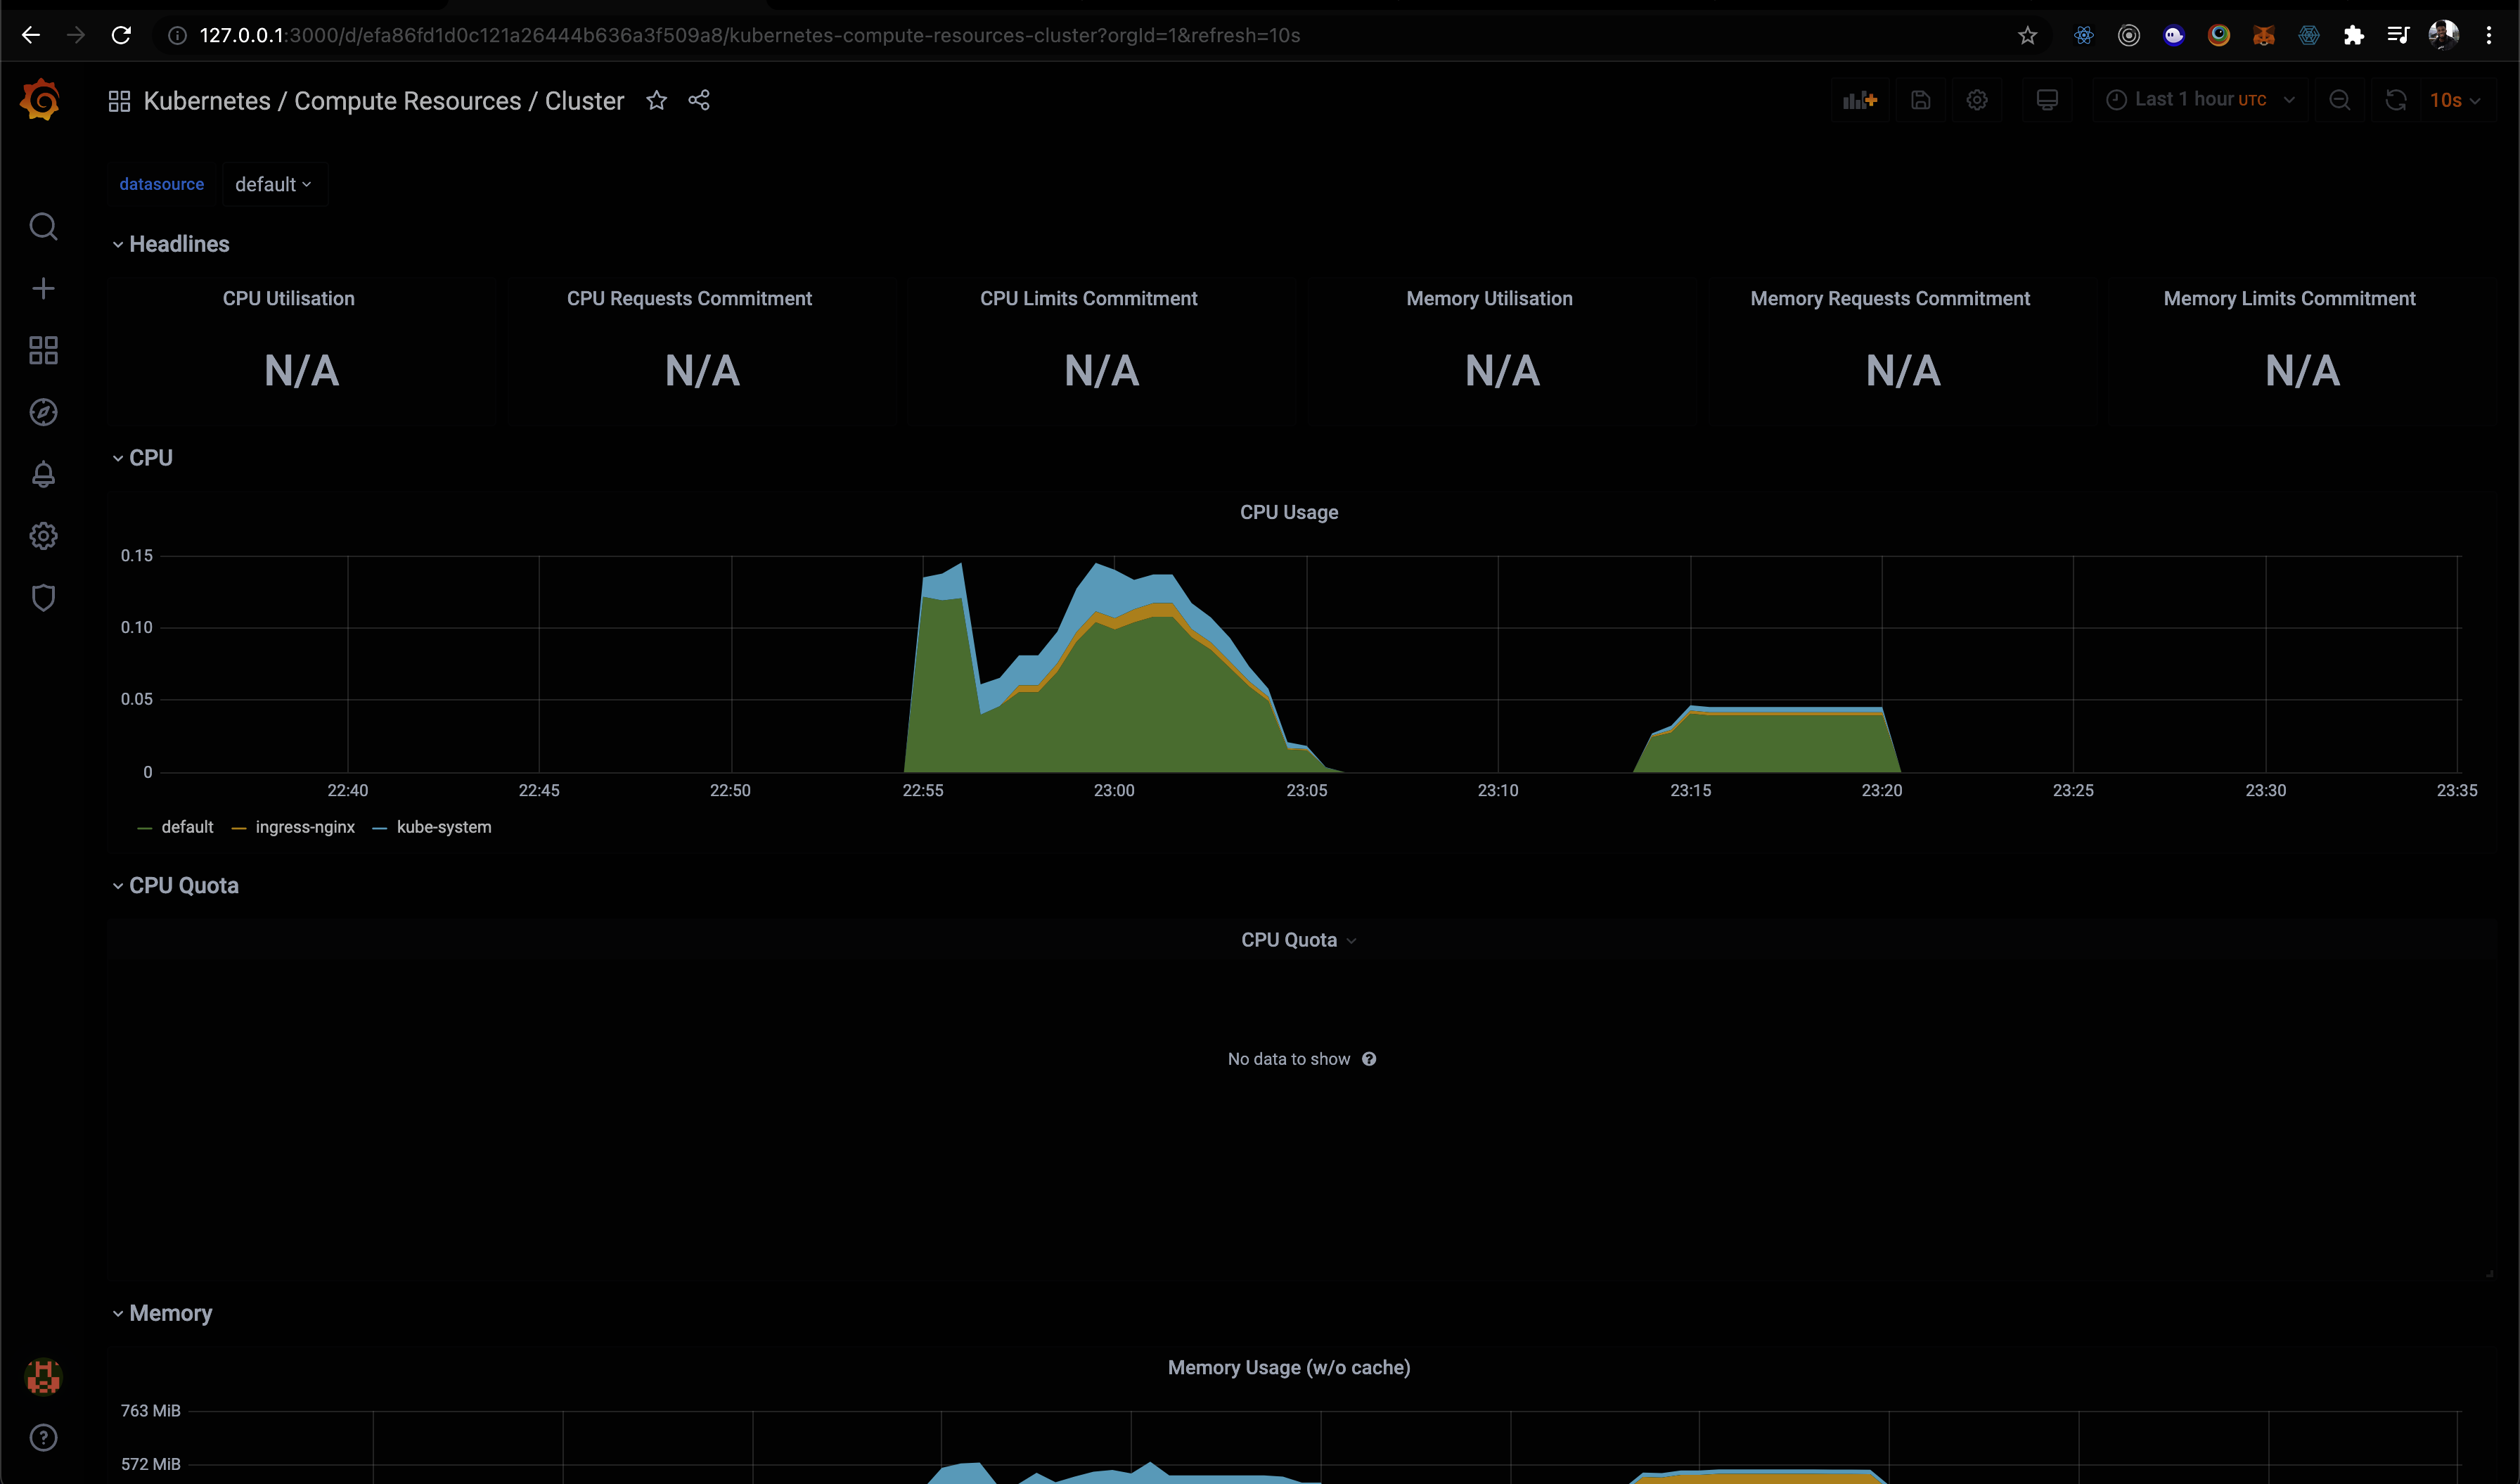 127.0.0.1:3000/d/efa86fd1d0c121a26444b636a3f509a8/kubernetes-compute-resources-cluster?orgId=1&refresh=10s
Kubernetes / Compute Resources / Cluster
Last 1 hour UTC
10s
datasource default
Headlines
CPU Utilisation CPU Requests Commitment CPU Limits Commitment Memory Utilisation Memory Requests Commitment Memory Limits Commitment
N/A N/A N/A N/A N/A N/A
CPU
CPU Usage
0.15
0.10
0.05
0
22:40 22:45 22:50 22:55 23:00 23:05 23:10 23:15 23:20 23:25 23:30 23:35
default ingress-nginx kube-system
CPU Quota
CPU Quota
No data to show
Memory
Memory Usage (w/o cache)
763 MiB
572 MiB